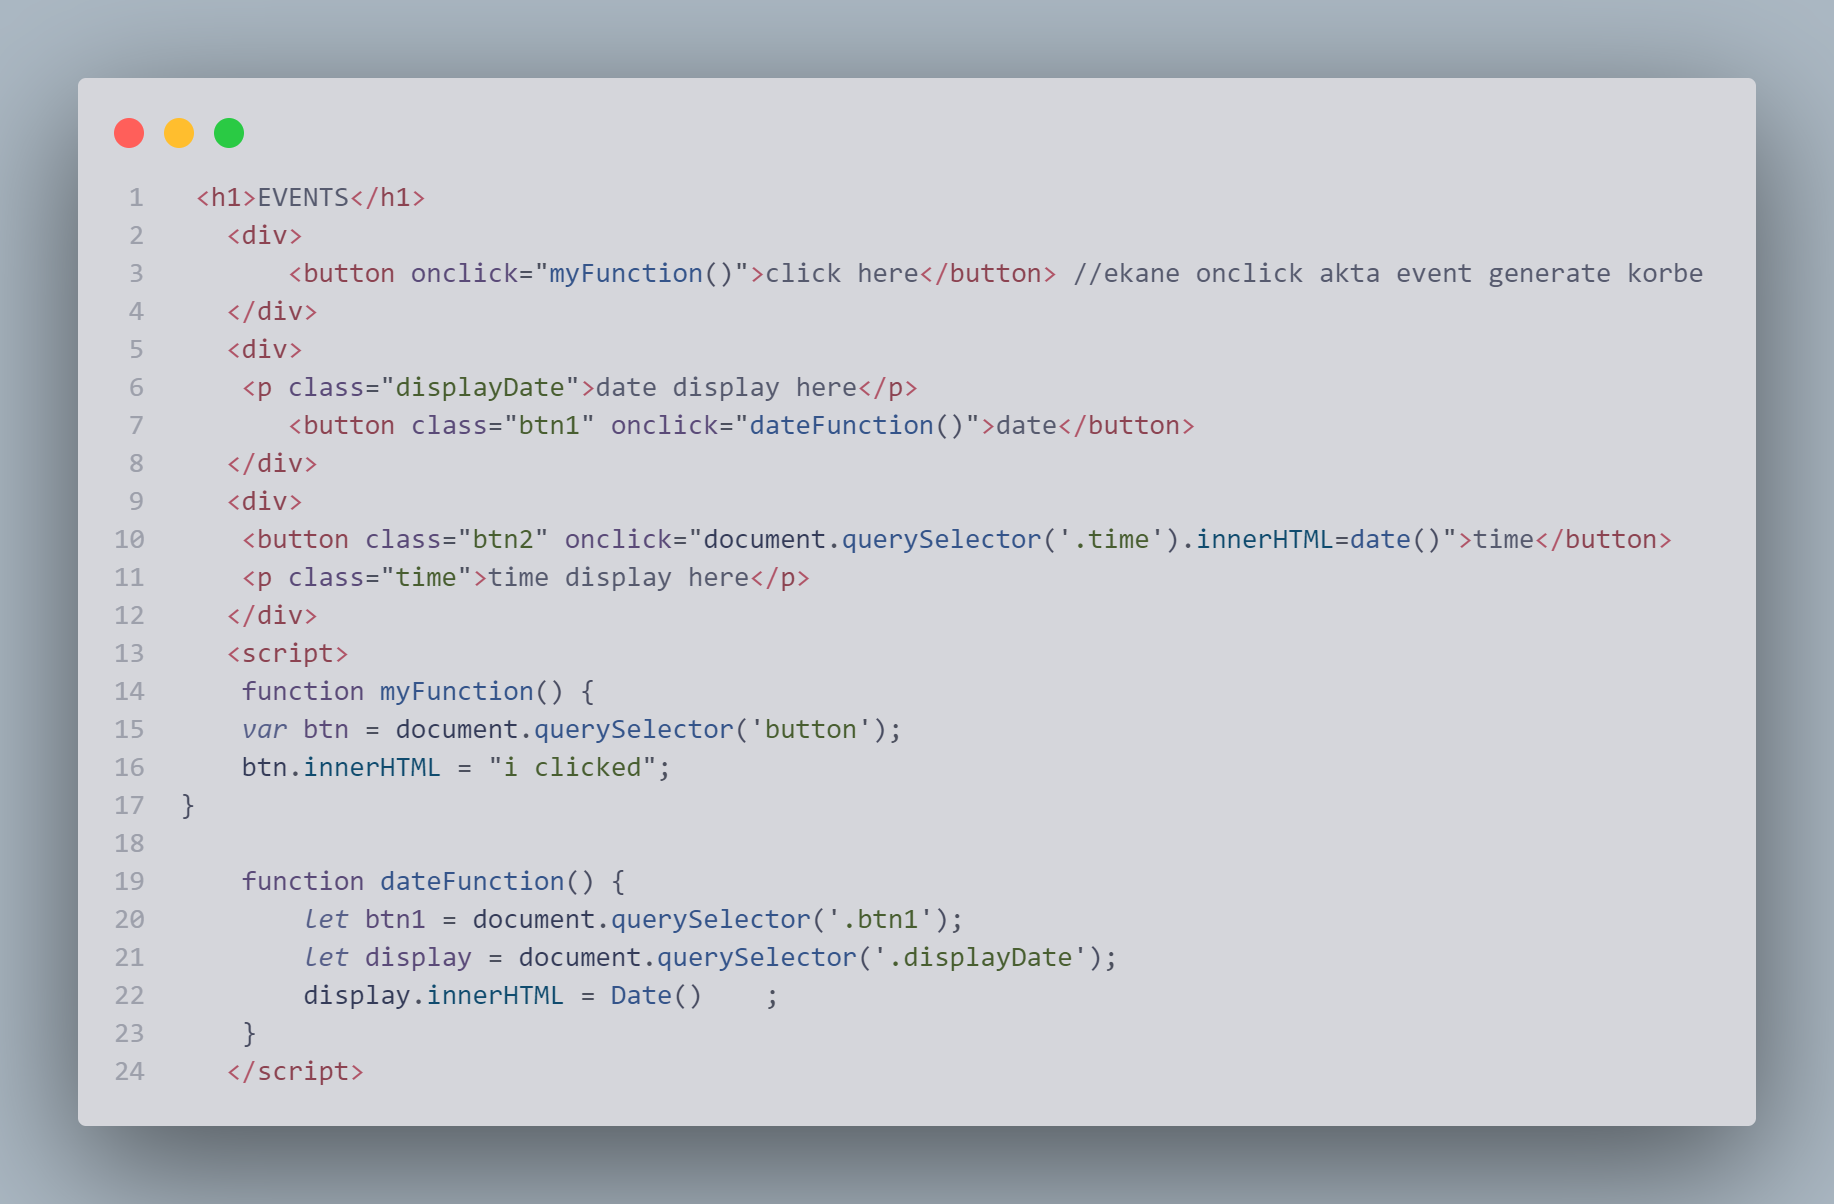 1 <h1>EVENTS</h1>
2 <div>
3 <button onclick="myFunction()">click here</button> //ekane onclick akta event generate korbe
4 </div>
5 <div>
6 <p class="displayDate">date display here</p>
7 <button class="btn1" onclick="dateFunction()">date</button>
8 </div>
9 <div>
10 <button class="btn2" onclick="document.querySelector('.time').innerHTML=date()">time</button>
11 <p class="time">time display here</p>
12 </div>
13 <script>
14 function myFunction() {
15 var btn = document.querySelector('button');
16 btn.innerHTML = "i clicked";
17 }
18
19 function dateFunction() {
20 let btn1 = document.querySelector('.btn1');
21 let display = document.querySelector('.displayDate');
22 display.innerHTML = Date()    ;
23 }
24 </script>